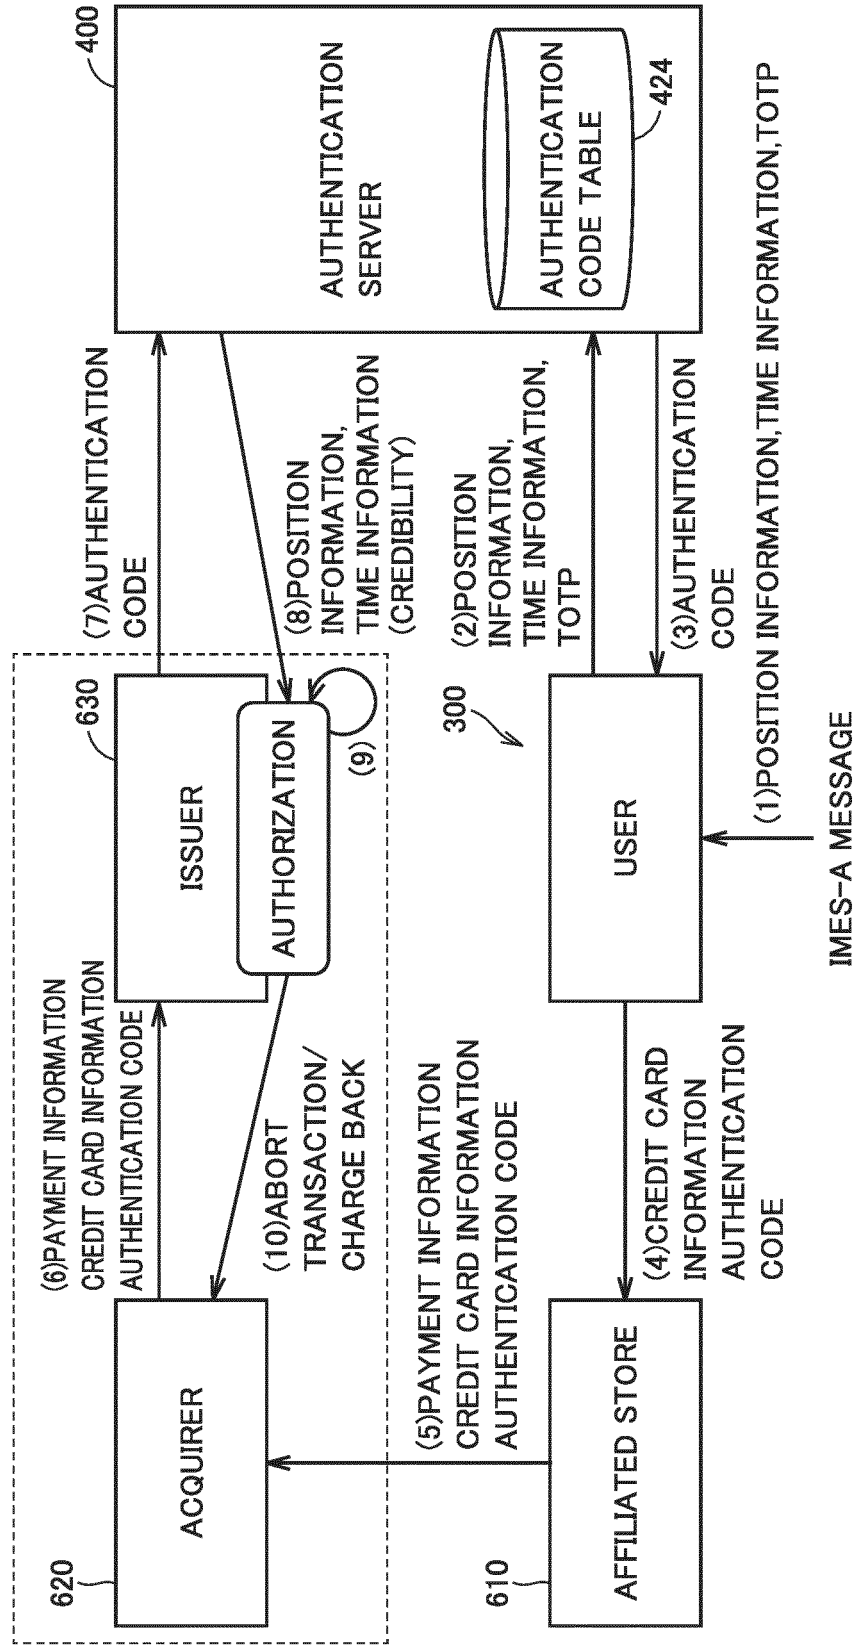 620
ACQUIRER
(6)PAYMENT INFORMATION
CREDIT CARD INFORMATION
AUTHENTICATION CODE
630
ISSUER
AUTHORIZATION
(9)
(10)ABORT
TRANSACTION/
CHARGE BACK
(7)AUTHENTICATION
CODE
(8)POSITION
INFORMATION,
TIME INFORMATION
(CREDIBILITY)
400
AUTHENTICATION
SERVER
AUTHENTICATION
CODE TABLE
424
(5)PAYMENT INFORMATION
CREDIT CARD INFORMATION
AUTHENTICATION CODE
610
AFFILIATED STORE
(4)CREDIT CARD
INFORMATION
AUTHENTICATION
CODE
300
USER
(2)POSITION
INFORMATION,
TIME INFORMATION,
TOTP
(3)AUTHENTICATION
CODE
(1)POSITION INFORMATION,TIME INFORMATION,TOTP
IMES-A MESSAGE